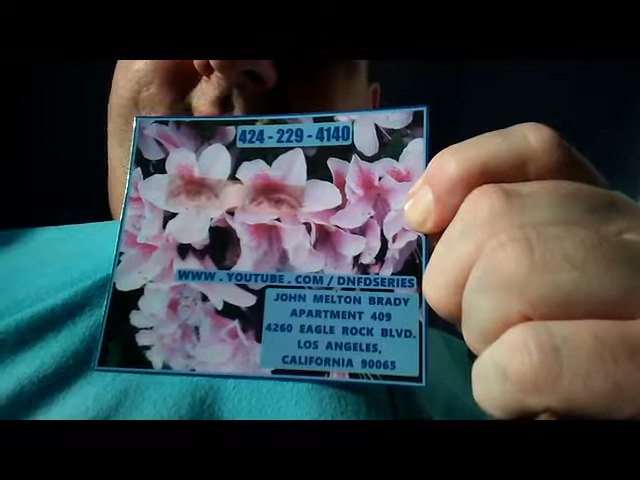 424 - 229 - 4140
WWW . YOUTUBE . COM / DNFDSERIES
JOHN MELTON BRADY
APARTMENT 409
4260 EAGLE ROCK BLVD.
LOS ANGELES,
CALIFORNIA 90065